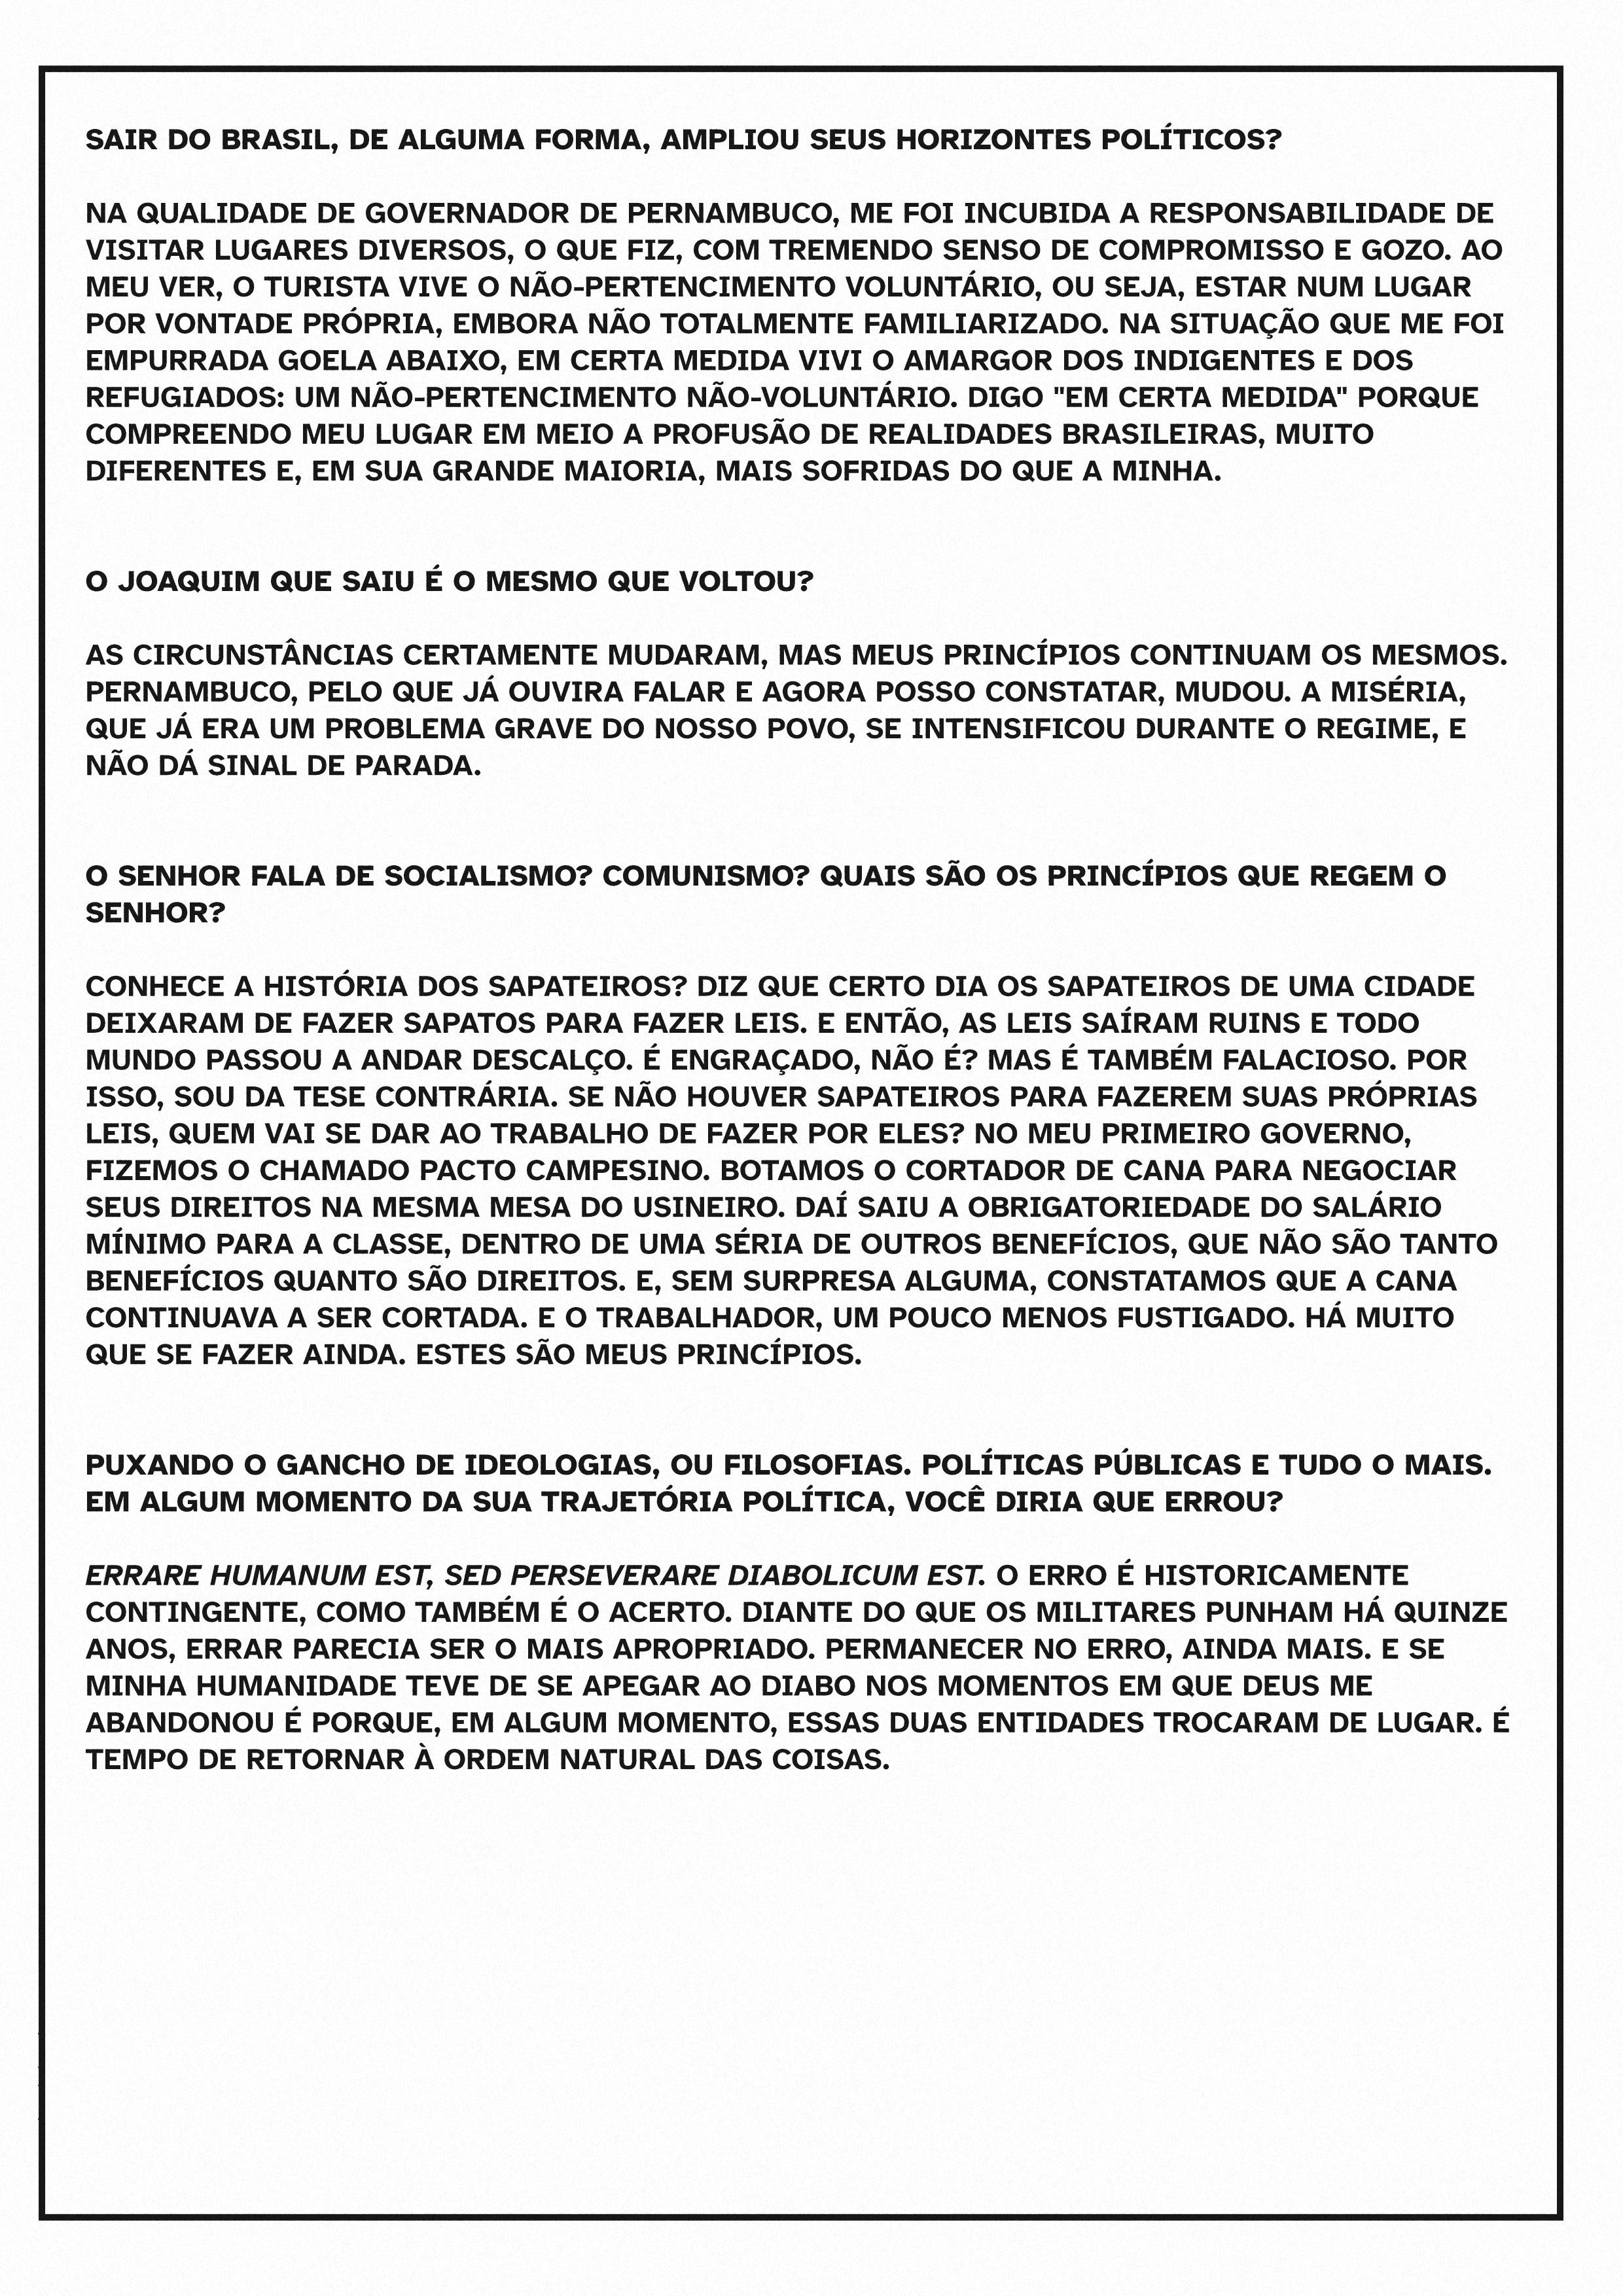 SAIR DO BRASIL, DE ALGUMA FORMA, AMPLIOU SEUS HORIZONTES POLÍTICOS?
NA QUALIDADE DE GOVERNADOR DE PERNAMBUCO, ME FOI INCUBIDA A RESPONSABILIDADE DE
VISITAR LUGARES DIVERSOS, O QUE FIZ, COM TREMENDO SENSO DE COMPROMISSO E GOZO. AO
MEU VER, O TURISTA VIVE O NÃO-PERTENCIMENTO VOLUNTÁRIO, OU SEJA, ESTAR NUM LUGAR
POR VONTADE PRÓPRIA, EMBORA NÃO TOTALMENTE FAMILIARIZADO. NA SITUAÇÃO QUE ME FOI
EMPURRADA GOELA ABAIXO, EM CERTA MEDIDA VIVI O AMARGOR DOS INDIGENTES E DOS
REFUGIADOS: UM NÃO-PERTENCIMENTO NÃO-VOLUNTÁRIO. DIGO "EM CERTA MEDIDA" PORQUE
COMPREENDO MEU LUGAR EM MEIO A PROFUSÃO DE REALIDADES BRASILEIRAS, MUITO
DIFERENTES E, EM SUA GRANDE MAIORIA, MAIS SOFRIDAS DO QUE A MINHA.
O JOAQUIM QUE SAIU É O MESMO QUE VOLTOU?
AS CIRCUNSTÂNCIAS CERTAMENTE MUDARAM, MAS MEUS PRINCÍPIOS CONTINUAM OS MESMOS.
PERNAMBUCO, PELO QUE JÁ OUVIRA FALAR E AGORA POSSO CONSTATAR, MUDOU. A MISÉRIA,
QUE JÁ ERA UM PROBLEMA GRAVE DO NOSSO POVO, SE INTENSIFICOU DURANTE O REGIME, E
NÃO DÁ SINAL DE PARADA.
O SENHOR FALA DE SOCIALISMO? COMUNISMO? QUAIS SÃO OS PRINCÍPIOS QUE REGEM O
SENHOR?
CONHECE A HISTÓRIA DOS SAPATEIROS? DIZ QUE CERTO DIA OS SAPATEIROS DE UMA CIDADE
DEIXARAM DE FAZER SAPATOS PARA FAZER LEIS. E ENTÃO, AS LEIS SAÍRAM RUINS E TODO
MUNDO PASSOU A ANDAR DESCALÇO. É ENGRAÇADO, NÃO É? MAS É TAMBÉM FALACIOSO. POR
ISSO, SOU DA TESE CONTRÁRIA. SE NÃO HOUVER SAPATEIROS PARA FAZEREM SUAS PRÓPRIAS
LEIS, QUEM VAI SE DAR AO TRABALHO DE FAZER POR ELES? NO MEU PRIMEIRO GOVERNO,
FIZEMOS O CHAMADO PACTO CAMPESINO. BOTAMOS O CORTADOR DE CANA PARA NEGOCIAR
SEUS DIREITOS NA MESMA MESA DO USINEIRO. DAÍ SAIU A OBRIGATORIEDADE DO SALÁRIO
MÍNIMO PARA A CLASSE, DENTRO DE UMA SÉRIA DE OUTROS BENEFÍCIOS, QUE NÃO SÃO TANTO
BENEFÍCIOS QUANTO SÃO DIREITOS. E, SEM SURPRESA ALGUMA, CONSTATAMOS QUE A CANA
CONTINUAVA A SER CORTADA. E O TRABALHADOR, UM POUCO MENOS FUSTIGADO. HÁ MUITO
QUE SE FAZER AINDA. ESTES SÃO MEUS PRINCÍPIOS.
PUXANDO O GANCHO DE IDEOLOGIAS, OU FILOSOFIAS. POLÍTICAS PÚBLICAS E TUDO O MAIS.
EM ALGUM MOMENTO DA SUA TRAJETÓRIA POLÍTICA, VOCÊ DIRIA QUE ERROU?
ERRARE HUMANUM EST, SED PERSEVERARE DIABOLICUM EST. O ERRO É HISTORICAMENTE
CONTINGENTE, COMO TAMBÉM É O ACERTO. DIANTE DO QUE OS MILITARES PUNHAM HÁ QUINZE
ANOS, ERRAR PARECIA SER O MAIS APROPRIADO. PERMANECER NO ERRO, AINDA MAIS. E SE
MINHA HUMANIDADE TEVE DE SE APEGAR AO DIABO NOS MOMENTOS EM QUE DEUS ME
ABANDONOU É PORQUE, EM ALGUM MOMENTO, ESSAS DUAS ENTIDADES TROCARAM DE LUGAR. É
TEMPO DE RETORNAR À ORDEM NATURAL DAS COISAS.